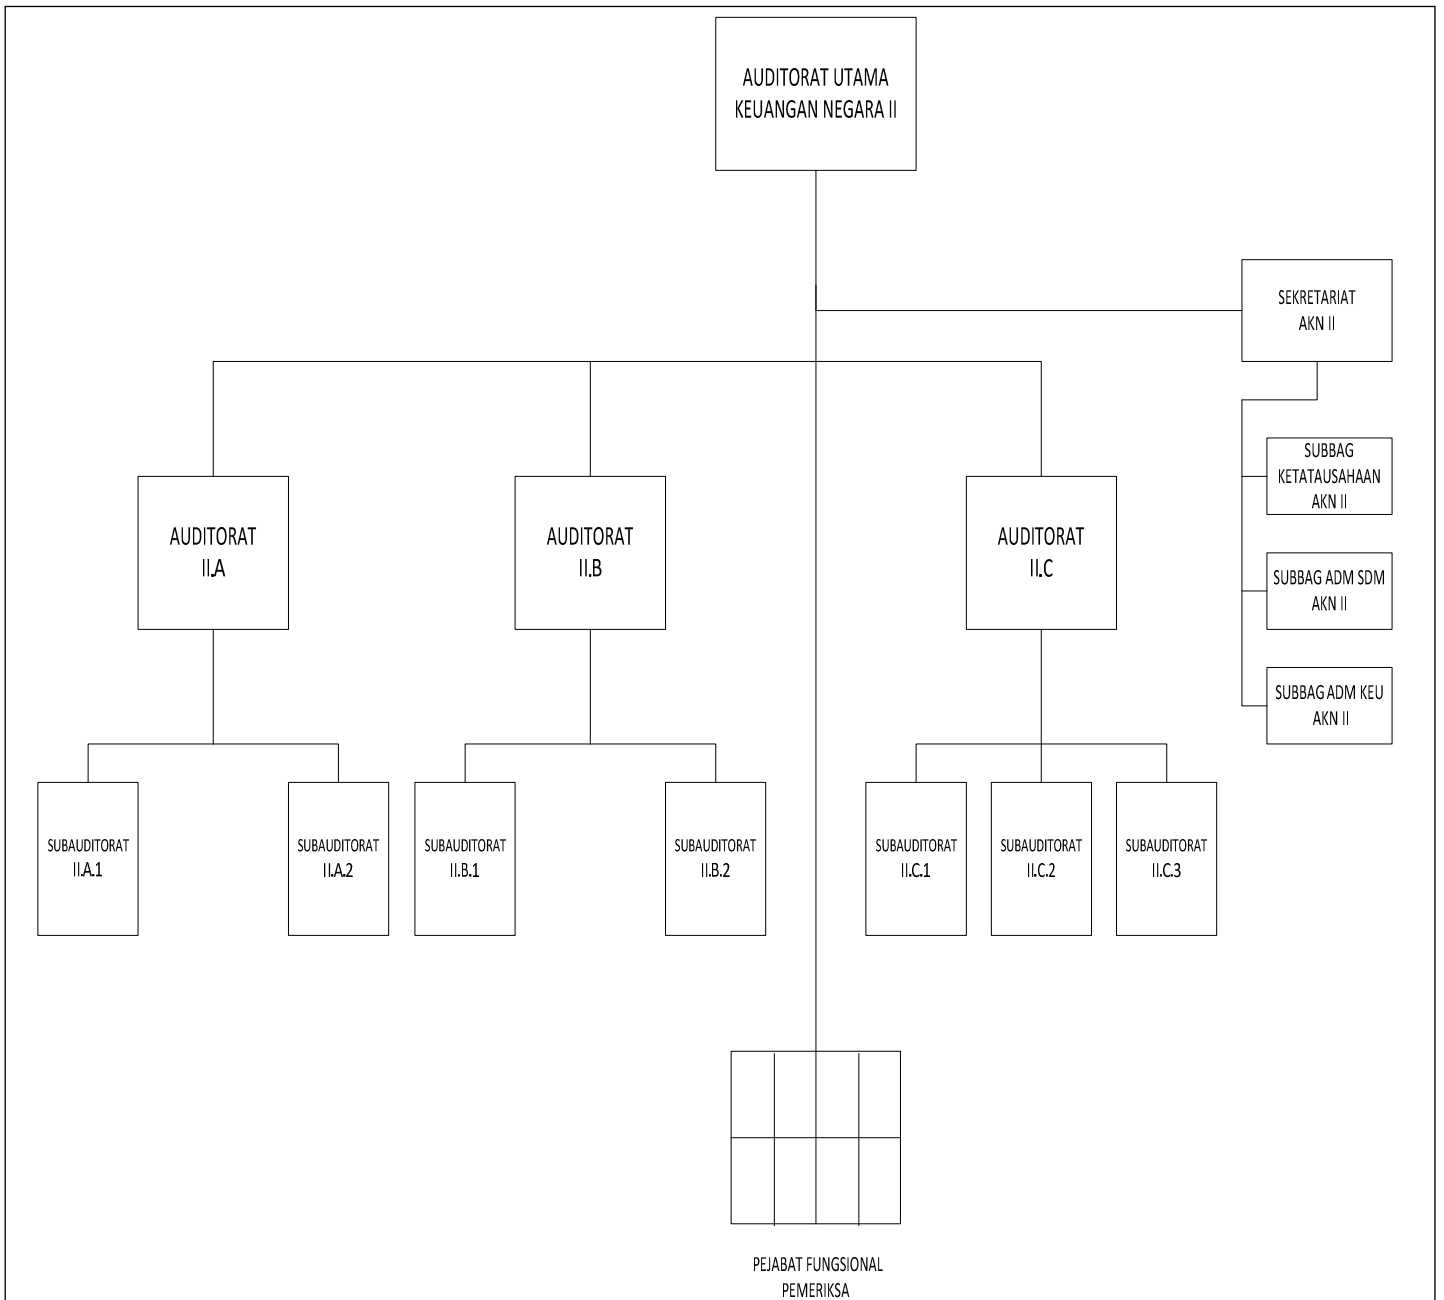 AUDITORAT UTAMA
KEUANGAN NEGARA II
SEKRETARIAT
AKN II
SUBBAG
KETATAUSAHAAN
AKN II
SUBBAG ADM SDM
AKN II
SUBBAG ADM KEU
AKN II
AUDITORAT
II.A
AUDITORAT
II.B
AUDITORAT
II.C
SUBAUDITORAT
II.A.1
SUBAUDITORAT
II.A.2
SUBAUDITORAT
II.B.1
SUBAUDITORAT
II.B.2
SUBAUDITORAT
II.C.1
SUBAUDITORAT
II.C.2
SUBAUDITORAT
II.C.3
PEJABAT FUNGSIONAL
PEMERIKSA